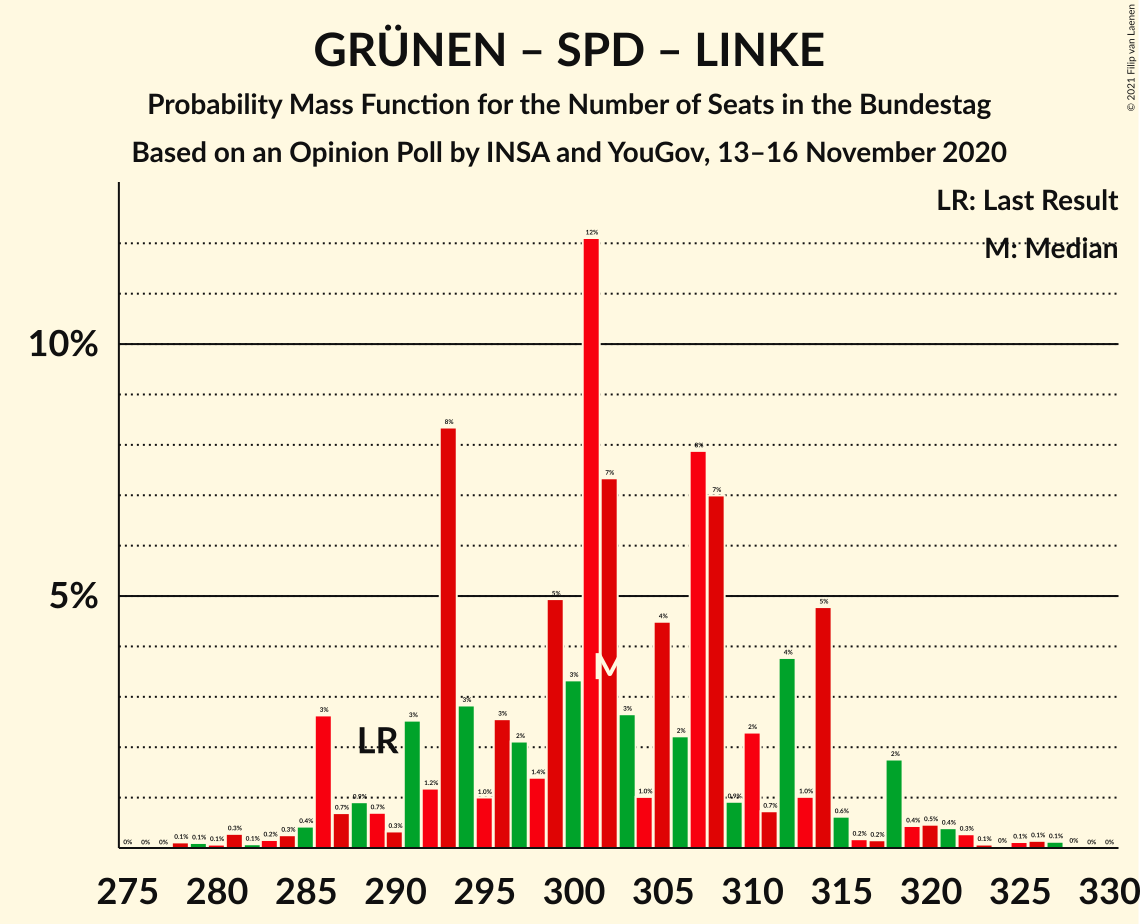 © 2021 Filip van Laenen
GRÜNEN – SPD – LINKE
Probability Mass Function for the Number of Seats in the Bundestag
Based on an Opinion Poll by INSA and YouGov, 13–16 November 2020
LR: Last Result
M: Median
10%
5%
0% 0% 0% 0.1% 0.1% 0.1% 0.3% 0.1% 0.2% 0.3% 0.4% 3% 0.7% 0.9% 0.7% 0.3% 3% 1.2% 8% 3% 1.0% 3% 2% 1.4% 5% 3% 12% 7% 3% 1.0% 4% 2% 8% 7% 0.9% 2% 0.7% 4% 1.0% 5% 0.6% 0.2% 0.2% 2% 0.4% 0.5% 0.4% 0.3% 0.1% 0% 0.1% 0.1% 0.1% 0% 0% 0%
LR
M
275 280 285 290 295 300 305 310 315 320 325 330